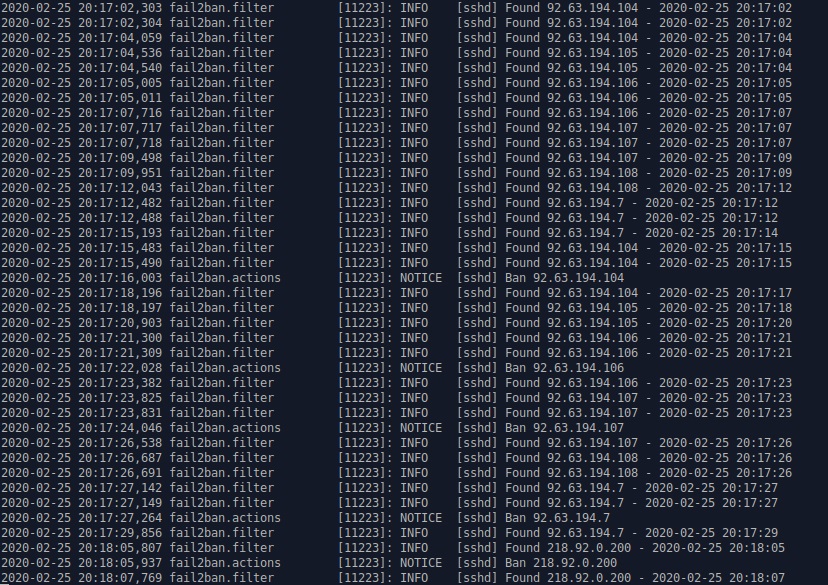 2020-02-25 20:17:02,303 fail2ban.filter [11223]: INFO [sshd] Found 92.63.194.104 - 2020-02-25 20:17:02
2020-02-25 20:17:02,304 fail2ban.filter [11223]: INFO [sshd] Found 92.63.194.104 - 2020-02-25 20:17:02
2020-02-25 20:17:04,059 fail2ban.filter [11223]: INFO [sshd] Found 92.63.194.104 - 2020-02-25 20:17:04
2020-02-25 20:17:04,536 fail2ban.filter [11223]: INFO [sshd] Found 92.63.194.105 - 2020-02-25 20:17:04
2020-02-25 20:17:04,540 fail2ban.filter [11223]: INFO [sshd] Found 92.63.194.105 - 2020-02-25 20:17:04
2020-02-25 20:17:05,005 fail2ban.filter [11223]: INFO [sshd] Found 92.63.194.106 - 2020-02-25 20:17:05
2020-02-25 20:17:05,011 fail2ban.filter [11223]: INFO [sshd] Found 92.63.194.106 - 2020-02-25 20:17:05
2020-02-25 20:17:07,716 fail2ban.filter [11223]: INFO [sshd] Found 92.63.194.106 - 2020-02-25 20:17:07
2020-02-25 20:17:07,717 fail2ban.filter [11223]: INFO [sshd] Found 92.63.194.107 - 2020-02-25 20:17:07
2020-02-25 20:17:07,718 fail2ban.filter [11223]: INFO [sshd] Found 92.63.194.107 - 2020-02-25 20:17:07
2020-02-25 20:17:09,498 fail2ban.filter [11223]: INFO [sshd] Found 92.63.194.107 - 2020-02-25 20:17:09
2020-02-25 20:17:09,951 fail2ban.filter [11223]: INFO [sshd] Found 92.63.194.108 - 2020-02-25 20:17:09
2020-02-25 20:17:12,043 fail2ban.filter [11223]: INFO [sshd] Found 92.63.194.108 - 2020-02-25 20:17:12
2020-02-25 20:17:12,482 fail2ban.filter [11223]: INFO [sshd] Found 92.63.194.7 - 2020-02-25 20:17:12
2020-02-25 20:17:12,488 fail2ban.filter [11223]: INFO [sshd] Found 92.63.194.7 - 2020-02-25 20:17:12
2020-02-25 20:17:15,193 fail2ban.filter [11223]: INFO [sshd] Found 92.63.194.7 - 2020-02-25 20:17:14
2020-02-25 20:17:15,483 fail2ban.filter [11223]: INFO [sshd] Found 92.63.194.104 - 2020-02-25 20:17:15
2020-02-25 20:17:15,490 fail2ban.filter [11223]: INFO [sshd] Found 92.63.194.104 - 2020-02-25 20:17:15
2020-02-25 20:17:16,003 fail2ban.actions [11223]: NOTICE [sshd] Ban 92.63.194.104
2020-02-25 20:17:18,196 fail2ban.filter [11223]: INFO [sshd] Found 92.63.194.104 - 2020-02-25 20:17:17
2020-02-25 20:17:18,197 fail2ban.filter [11223]: INFO [sshd] Found 92.63.194.105 - 2020-02-25 20:17:18
2020-02-25 20:17:20,903 fail2ban.filter [11223]: INFO [sshd] Found 92.63.194.105 - 2020-02-25 20:17:20
2020-02-25 20:17:21,300 fail2ban.filter [11223]: INFO [sshd] Found 92.63.194.106 - 2020-02-25 20:17:21
2020-02-25 20:17:21,309 fail2ban.filter [11223]: INFO [sshd] Found 92.63.194.106 - 2020-02-25 20:17:21
2020-02-25 20:17:22,028 fail2ban.actions [11223]: NOTICE [sshd] Ban 92.63.194.106
2020-02-25 20:17:23,382 fail2ban.filter [11223]: INFO [sshd] Found 92.63.194.106 - 2020-02-25 20:17:23
2020-02-25 20:17:23,825 fail2ban.filter [11223]: INFO [sshd] Found 92.63.194.107 - 2020-02-25 20:17:23
2020-02-25 20:17:23,831 fail2ban.filter [11223]: INFO [sshd] Found 92.63.194.107 - 2020-02-25 20:17:23
2020-02-25 20:17:24,046 fail2ban.actions [11223]: NOTICE [sshd] Ban 92.63.194.107
2020-02-25 20:17:26,538 fail2ban.filter [11223]: INFO [sshd] Found 92.63.194.107 - 2020-02-25 20:17:26
2020-02-25 20:17:26,687 fail2ban.filter [11223]: INFO [sshd] Found 92.63.194.108 - 2020-02-25 20:17:26
2020-02-25 20:17:26,691 fail2ban.filter [11223]: INFO [sshd] Found 92.63.194.108 - 2020-02-25 20:17:26
2020-02-25 20:17:27,142 fail2ban.filter [11223]: INFO [sshd] Found 92.63.194.7 - 2020-02-25 20:17:27
2020-02-25 20:17:27,149 fail2ban.filter [11223]: INFO [sshd] Found 92.63.194.7 - 2020-02-25 20:17:27
2020-02-25 20:17:27,264 fail2ban.actions [11223]: NOTICE [sshd] Ban 92.63.194.7
2020-02-25 20:17:29,856 fail2ban.filter [11223]: INFO [sshd] Found 92.63.194.7 - 2020-02-25 20:17:29
2020-02-25 20:18:05,807 fail2ban.filter [11223]: INFO [sshd] Found 218.92.0.200 - 2020-02-25 20:18:05
2020-02-25 20:18:05,937 fail2ban.actions [11223]: NOTICE [sshd] Ban 218.92.0.200
2020-02-25 20:18:07,769 fail2ban.filter [11223]: INFO [sshd] Found 218.92.0.200 - 2020-02-25 20:18:07